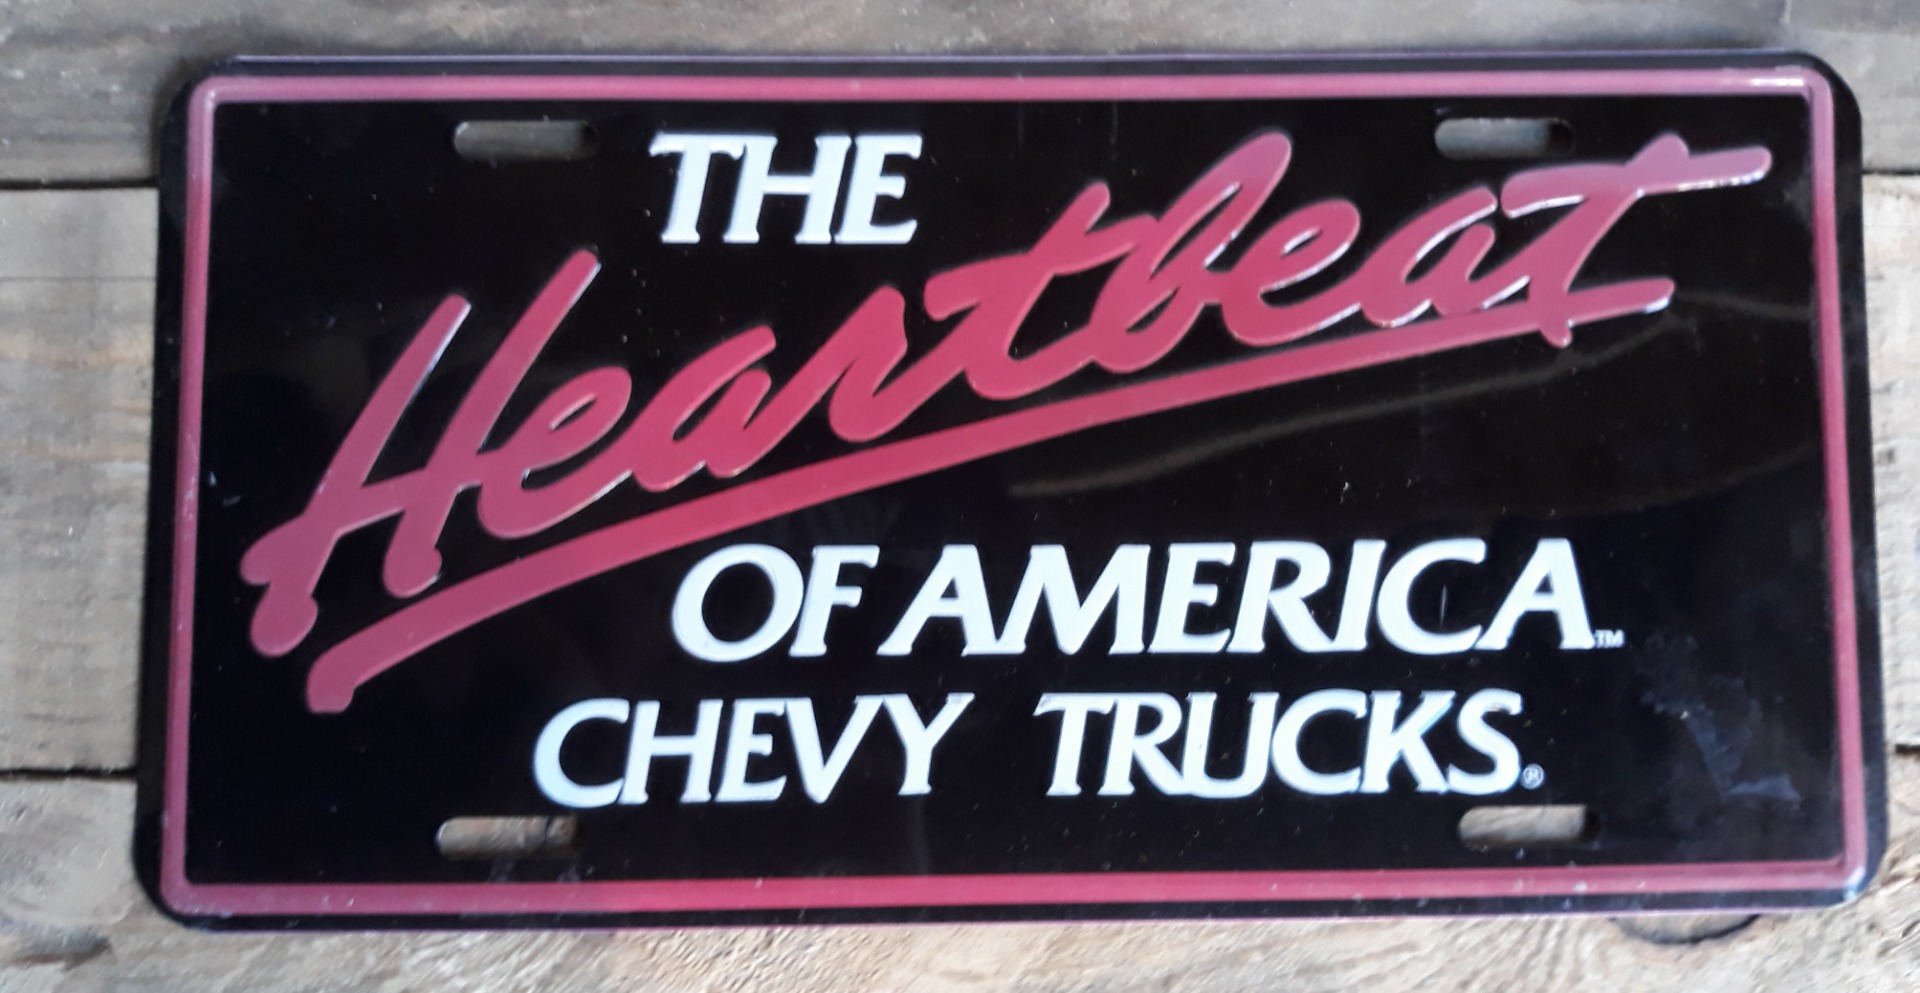 THE
Heartbeat
OF AMERICA™
CHEVY TRUCKS®